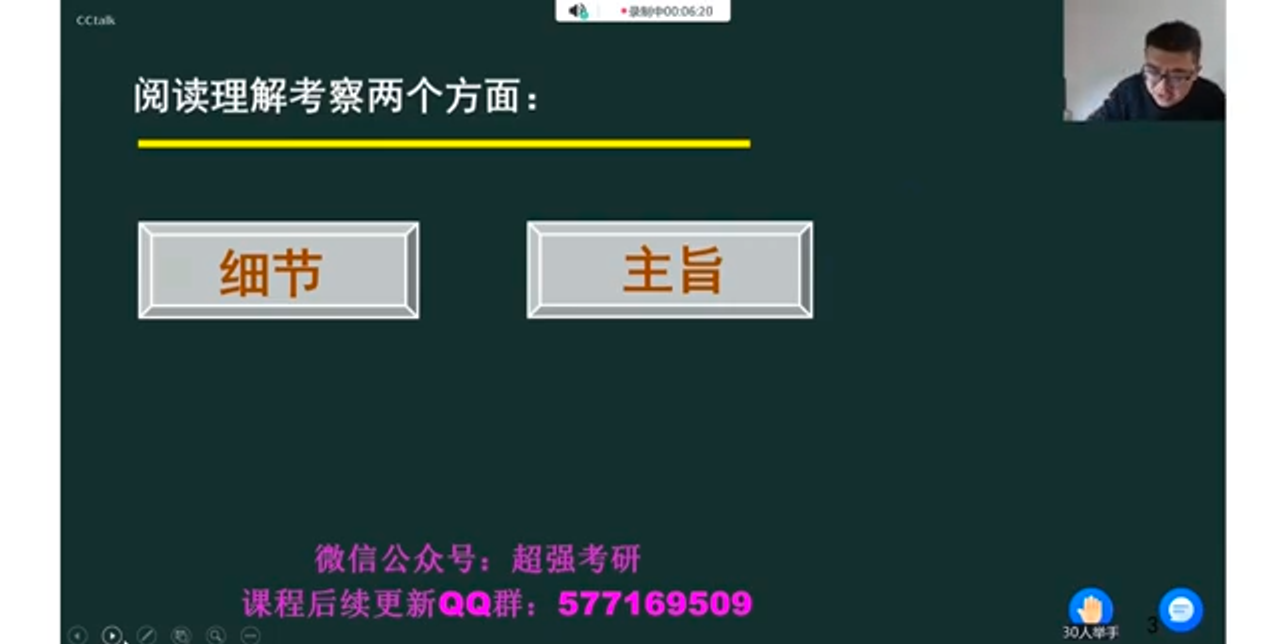 CCtalk
录制中00:06:20
阅读理解考察两个方面：
细节
主旨
微信公众号：超强考研
课程后续更新QQ群：577169509
30人举手
3